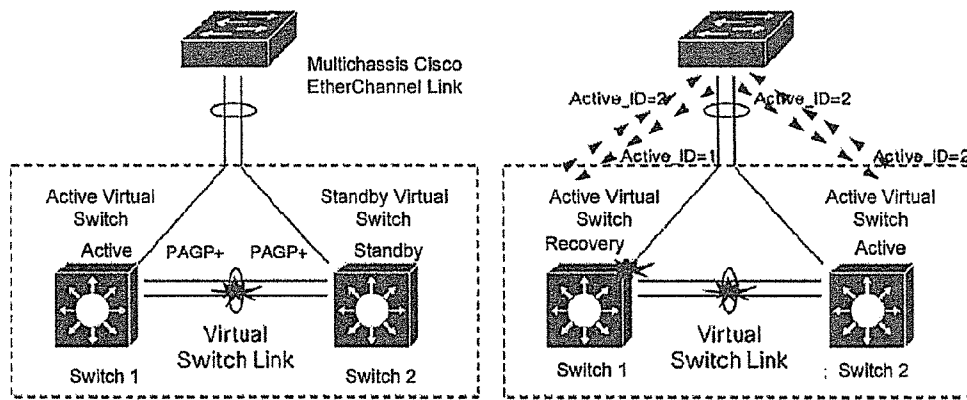 Multichassis Cisco
EtherChannel Link
Active Virtual
Switch
Standby Virtual
Switch
Active
PAGP+
PAGP+
Standby
Virtual
Switch Link
Switch 1
Switch 2
Active_ID=2
Active_ID=2
Active_ID=1
Active_ID=2
Active Virtual
Switch
Active Virtual
Switch
Recovery
Active
Virtual
Switch Link
Switch 1
Switch 2